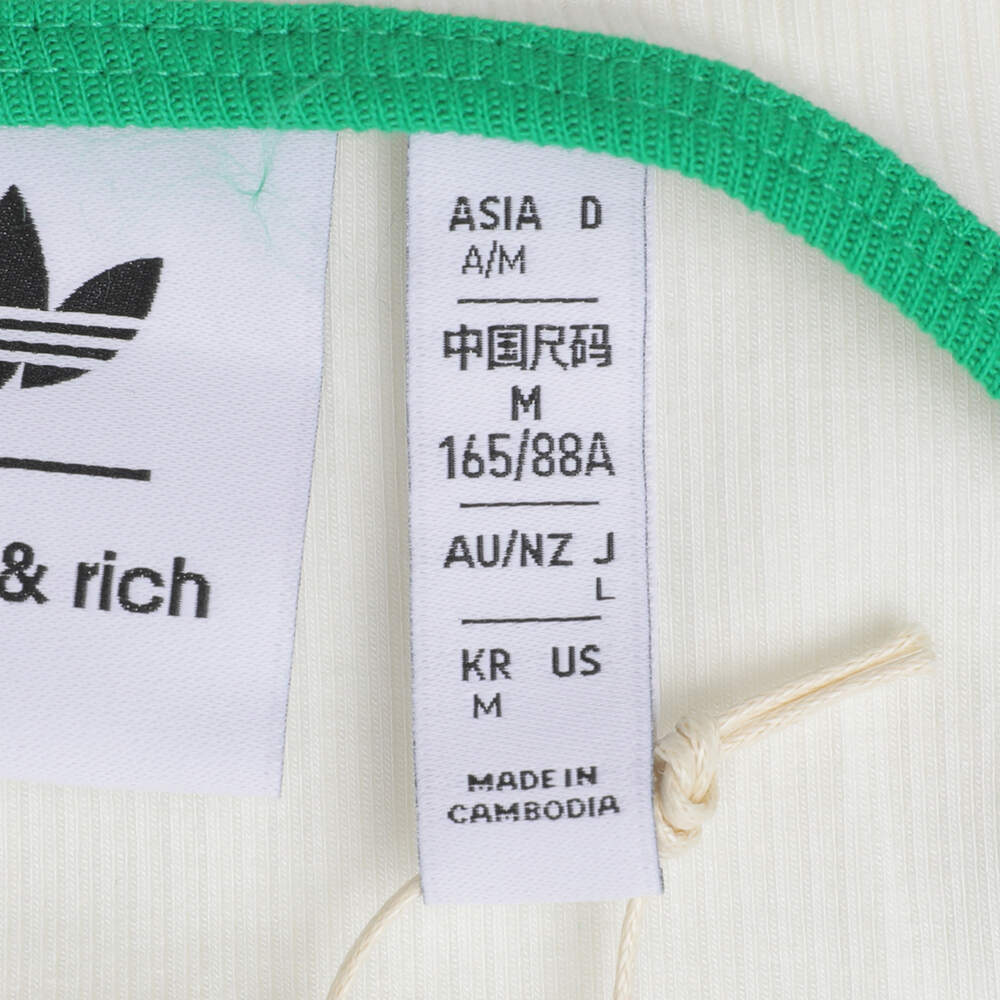 & rich
ASIA D
A/M
中国尺码
M
165/88A
AU/NZ J
L
KR US
M
MADE IN
CAMBODIA